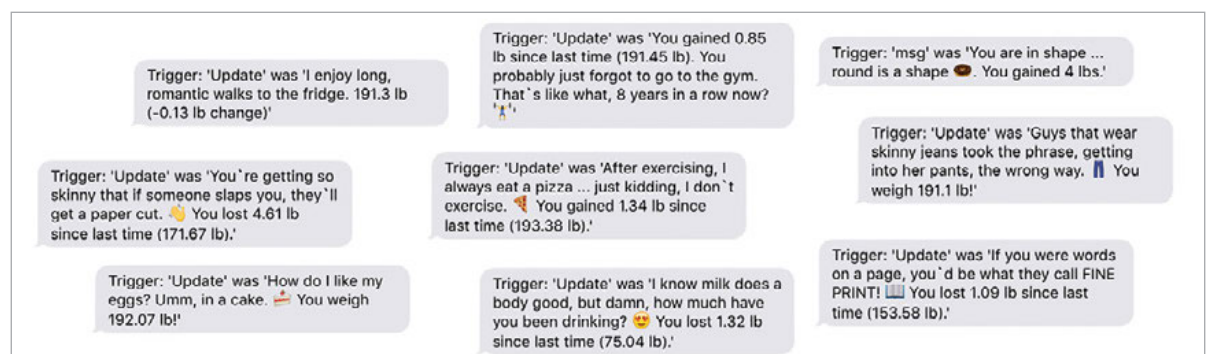 Trigger: 'Update' was 'I enjoy long,
romantic walks to the fridge. 191.3 lb
(-0.13 lb change)'
Trigger: 'Update' was 'You gained 0.85
lb since last time (191.45 lb). You
probably just forgot to go to the gym.
That`s like what, 8 years in a row now?
🏋️'
Trigger: 'msg' was 'You are in shape ...
round is a shape 🍩. You gained 4 lbs.'
Trigger: 'Update' was 'Guys that wear
skinny jeans took the phrase, getting
into her pants, the wrong way. 👖 You
weigh 191.1 lb!'
Trigger: 'Update' was 'You`re getting so
skinny that if someone slaps you, they`ll
get a paper cut. 👋 You lost 4.61 lb
since last time (171.67 lb).'
Trigger: 'Update' was 'After exercising, I
always eat a pizza ... just kidding, I don`t
exercise. 🍕 You gained 1.34 lb since
last time (193.38 lb).'
Trigger: 'Update' was 'How do I like my
eggs? Umm, in a cake. 🍰 You weigh
192.07 lb!'
Trigger: 'Update' was 'I know milk does a
body good, but damn, how much have
you been drinking? 😍 You lost 1.32 lb
since last time (75.04 lb).'
Trigger: 'Update' was 'If you were words
on a page, you`d be what they call FINE
PRINT! 📖 You lost 1.09 lb since last
time (153.58 lb).'